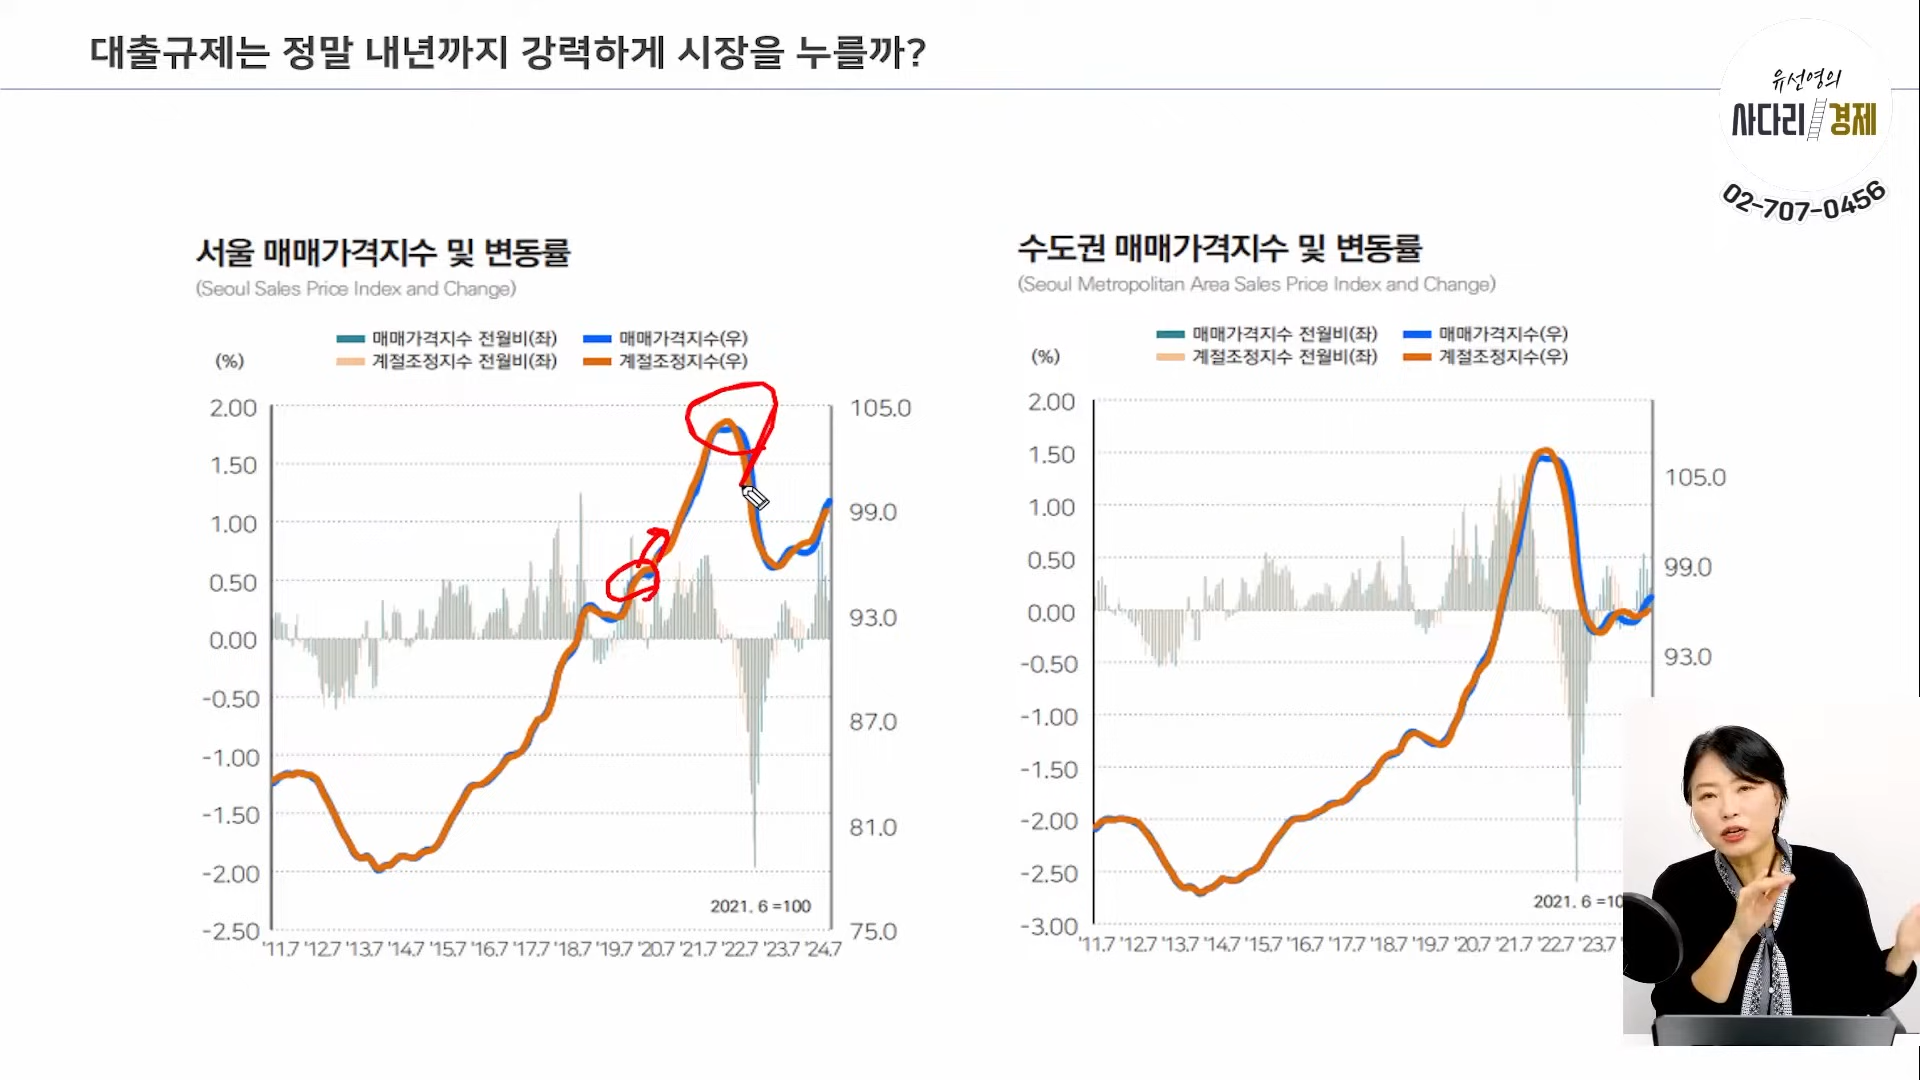 대출규제는 정말 내년까지 강력하게 시장을 누를까?
유선영의
사다리 경제
02-707-0456
서울 매매가격지수 및 변동률
(Seoul Sales Price Index and Change)
매매가격지수 전월비(좌) 매매가격지수(우)
계절조정지수 전월비(좌) 계절조정지수(우)
(%)
2.00
1.50
1.00
0.50
0.00
-0.50
-1.00
-1.50
-2.00
-2.50
105.0
99.0
93.0
87.0
81.0
75.0
2021. 6 =100
'11.7 '12.7 '13.7 '14.7 '15.7 '16.7 '17.7 '18.7 '19.7 '20.7 '21.7 '22.7 '23.7 '24.7
수도권 매매가격지수 및 변동률
(Seoul Metropolitan Area Sales Price Index and Change)
매매가격지수 전월비(좌) 매매가격지수(우)
계절조정지수 전월비(좌) 계절조정지수(우)
(%)
2.00
1.50
1.00
0.50
0.00
-0.50
-1.00
-1.50
-2.00
-2.50
-3.00
105.0
99.0
93.0
2021. 6 =10
'11.7 '12.7 '13.7 '14.7 '15.7 '16.7 '17.7 '18.7 '19.7 '20.7 '21.7 '22.7 '23.7